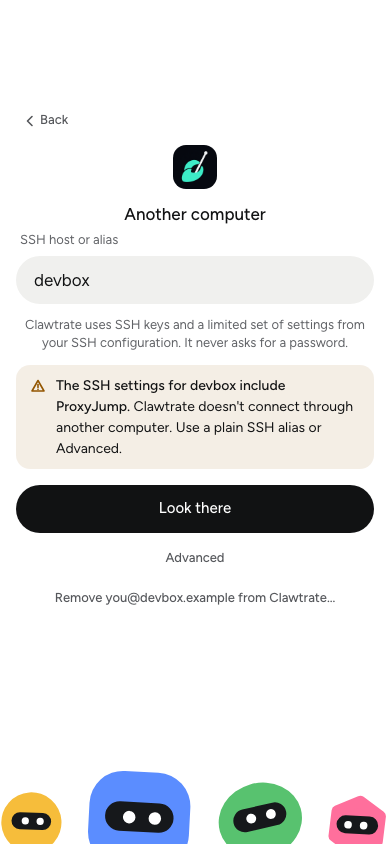 Back
Another computer
SSH host or alias
devbox
Clawtrate uses SSH keys and a limited set of settings from
your SSH configuration. It never asks for a password.
The SSH settings for devbox include
ProxyJump. Clawtrate doesn't connect through
another computer. Use a plain SSH alias or
Advanced.
Look there
Advanced
Remove you@devbox.example from Clawtrate...